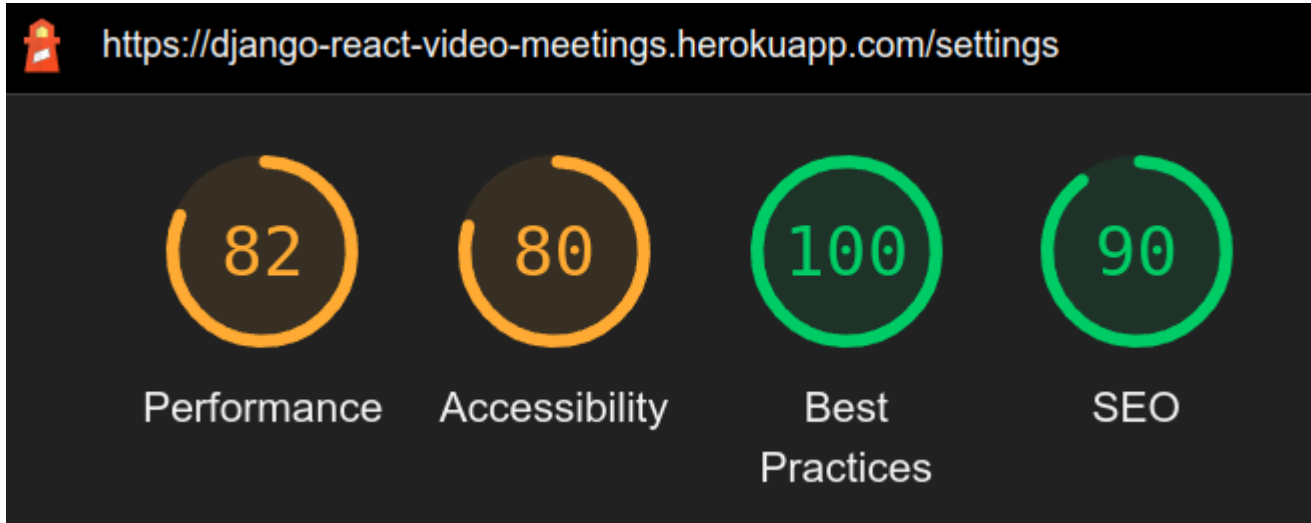 https://django-react-video-meetings.herokuapp.com/settings
82 80 100 90
Performance Accessibility Best SEO
Practices